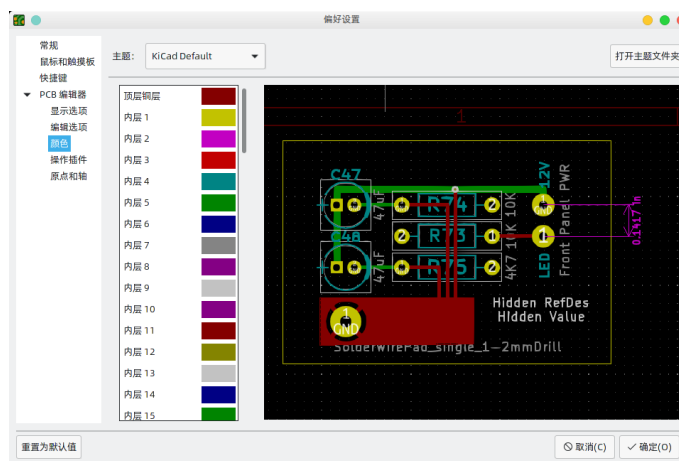 偏好设置
常规
鼠标和触摸板
快捷键
PCB 编辑器
显示选项
编辑选项
颜色
操作插件
原点和轴
主题: KiCad Default
打开主题文件夹
顶层铜层
内层 1
内层 2
内层 3
内层 4
内层 5
内层 6
内层 7
内层 8
内层 9
内层 10
内层 11
内层 12
内层 13
内层 14
内层 15
1
C47
47uF
R74
10K
12V
1
GND
Front Panel PWR
0.1417 in
2
R73
1
10K
1
C48
47uF
R75
2
4K7
LED
Hidden RefDes
HIdden Value
1
GND
SolderWirePad_single_1-2mmDrill
重置为默认值
取消(C)
确定(O)